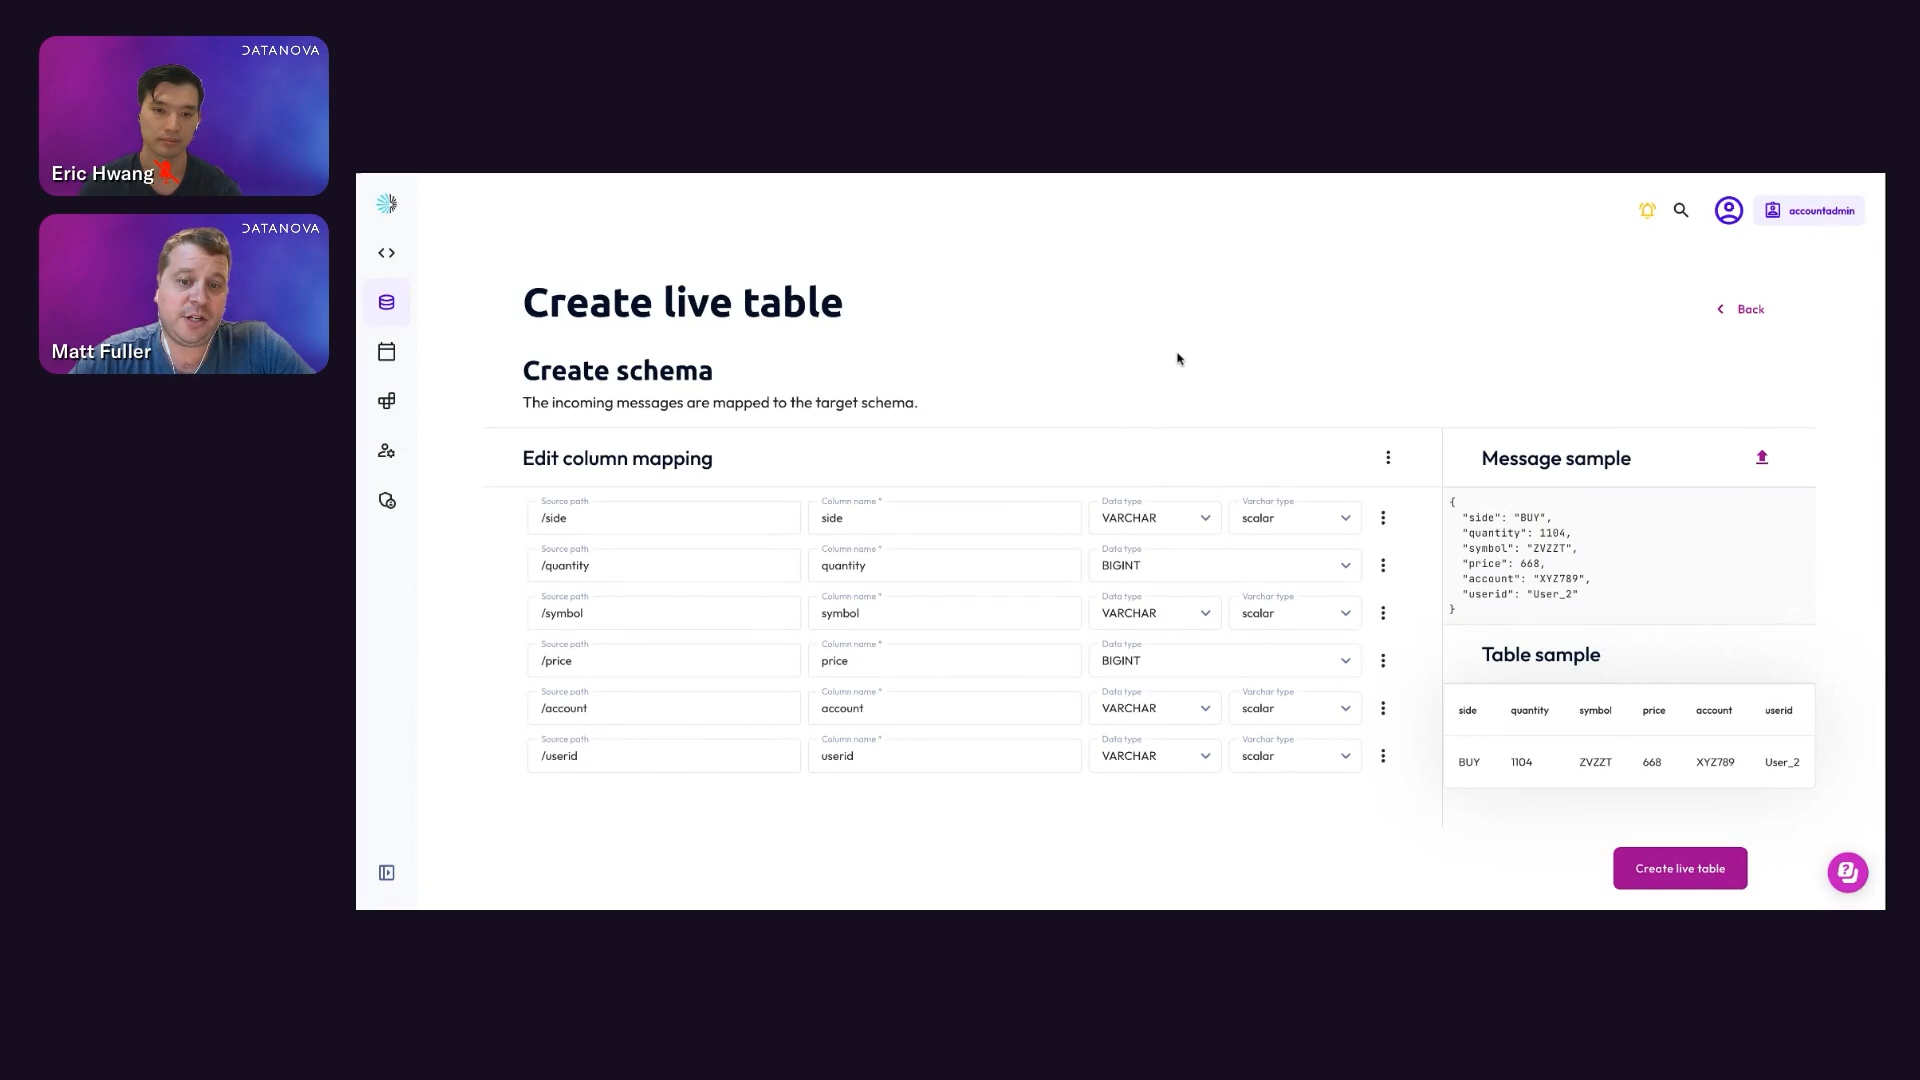 DATANOVA
Eric Hwang
DATANOVA
Matt Fuller
accountadmin
Create live table
Back
Create schema
The incoming messages are mapped to the target schema.
Edit column mapping
Source path Column name * Data type Varchar type
/side side VARCHAR scalar
Source path Column name * Data type
/quantity quantity BIGINT
Source path Column name * Data type Varchar type
/symbol symbol VARCHAR scalar
Source path Column name * Data type
/price price BIGINT
Source path Column name * Data type Varchar type
/account account VARCHAR scalar
Source path Column name * Data type Varchar type
/userid userid VARCHAR scalar
Message sample
{
"side": "BUY",
"quantity": 1104,
"symbol": "ZVZZT",
"price": 668,
"account": "XYZ789",
"userid": "User_2"
}
Table sample
side quantity symbol price account userid
BUY 1104 ZVZZT 668 XYZ789 User_2
Create live table